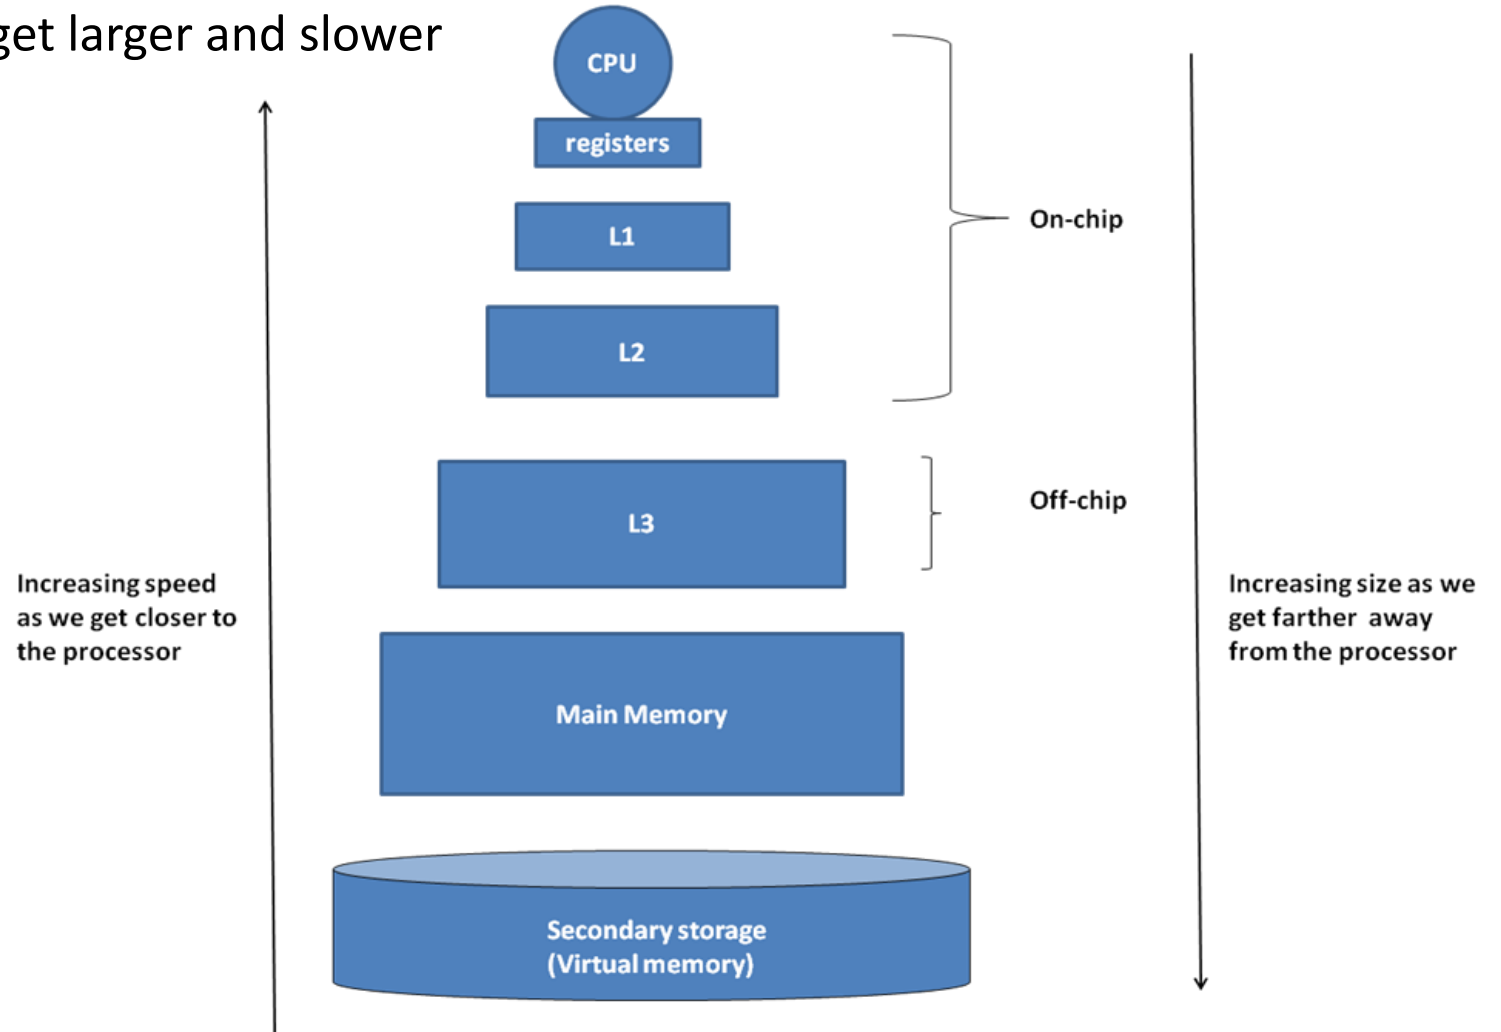 get larger and slower
CPU
registers
L1
On-chip
L2
Off-chip
L3
Increasing speed
as we get closer to
the processor
Increasing size as we
get farther away
from the processor
Main Memory
Secondary storage
(Virtual memory)